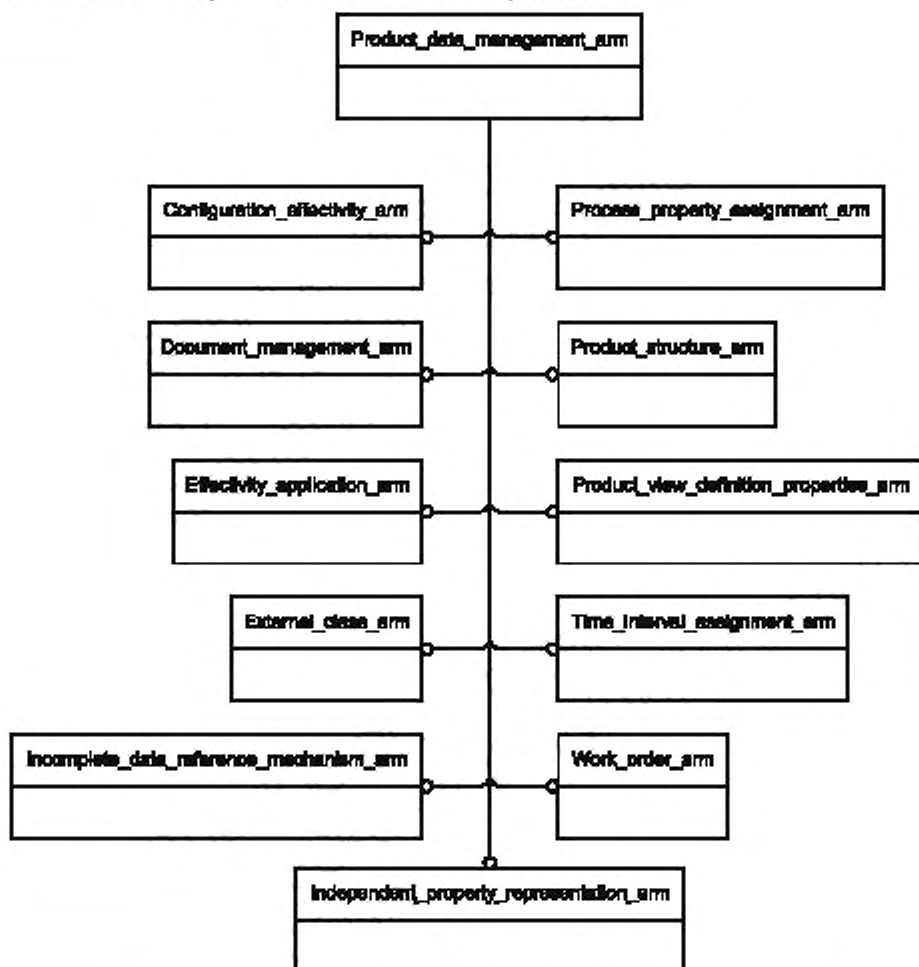 Product_data_management_arm
Configuration_effectivity_arm
Process_property_assignment_arm
Document_management_arm
Product_structure_arm
Effectivity_application_arm
Product_view_definition_properties_arm
External_class_arm
Time_interval_assignment_arm
Incomplete_data_reference_mechanism_arm
Work_order_arm
Independent_property_representation_arm